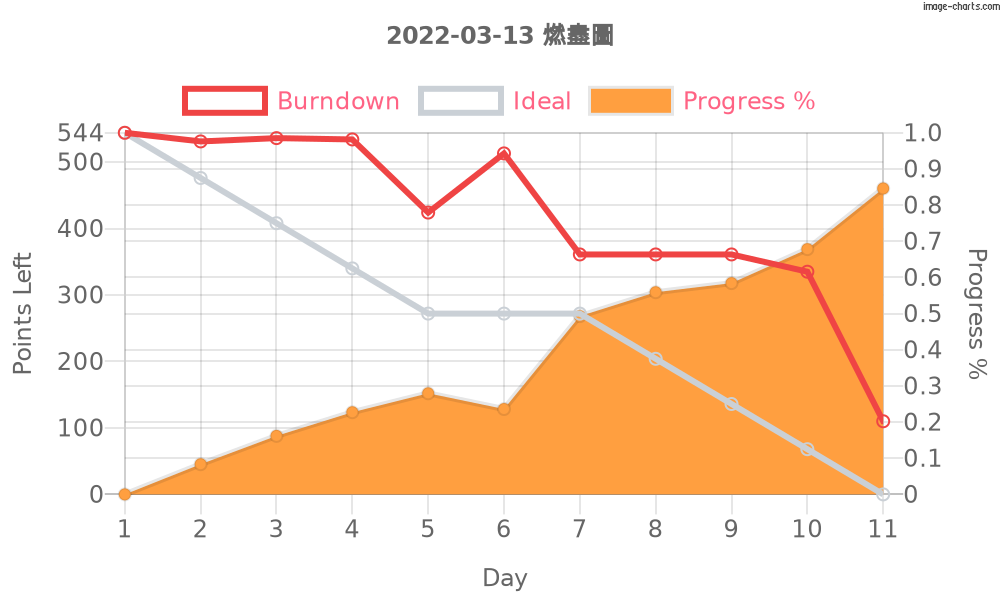 image-charts.com
2022-03-13 燃盡圖
Burndown Ideal Progress %
544 1.0
500 0.9
0.8
400 0.7
300 0.6
0.5
200 0.4
0.3
100 0.2
0.1
0 0
Points Left
Progress %
1 2 3 4 5 6 7 8 9 10 11
Day